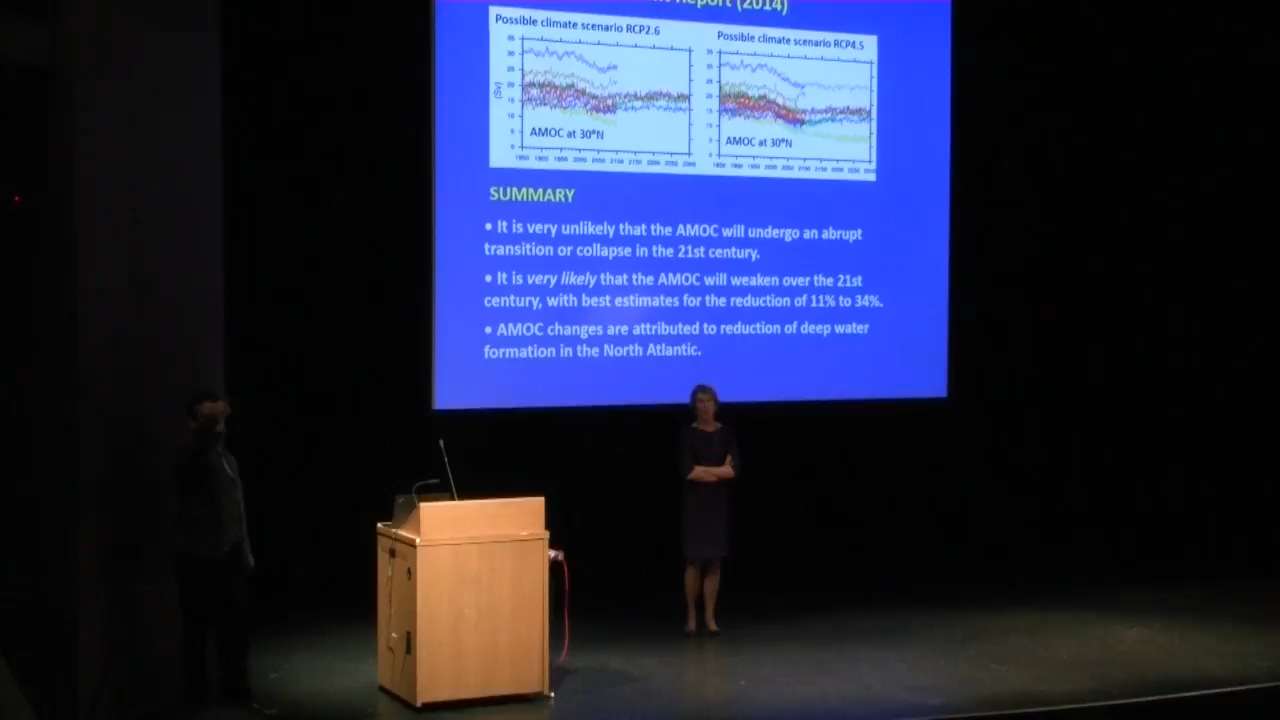 Report (2014)
Possible climate scenario RCP2.6
Possible climate scenario RCP4.5
(Sv)
AMOC at 30°N
AMOC at 30°N
SUMMARY
• It is very unlikely that the AMOC will undergo an abrupt
transition or collapse in the 21st century.
• It is very likely that the AMOC will weaken over the 21st
century, with best estimates for the reduction of 11% to 34%.
• AMOC changes are attributed to reduction of deep water
formation in the North Atlantic.